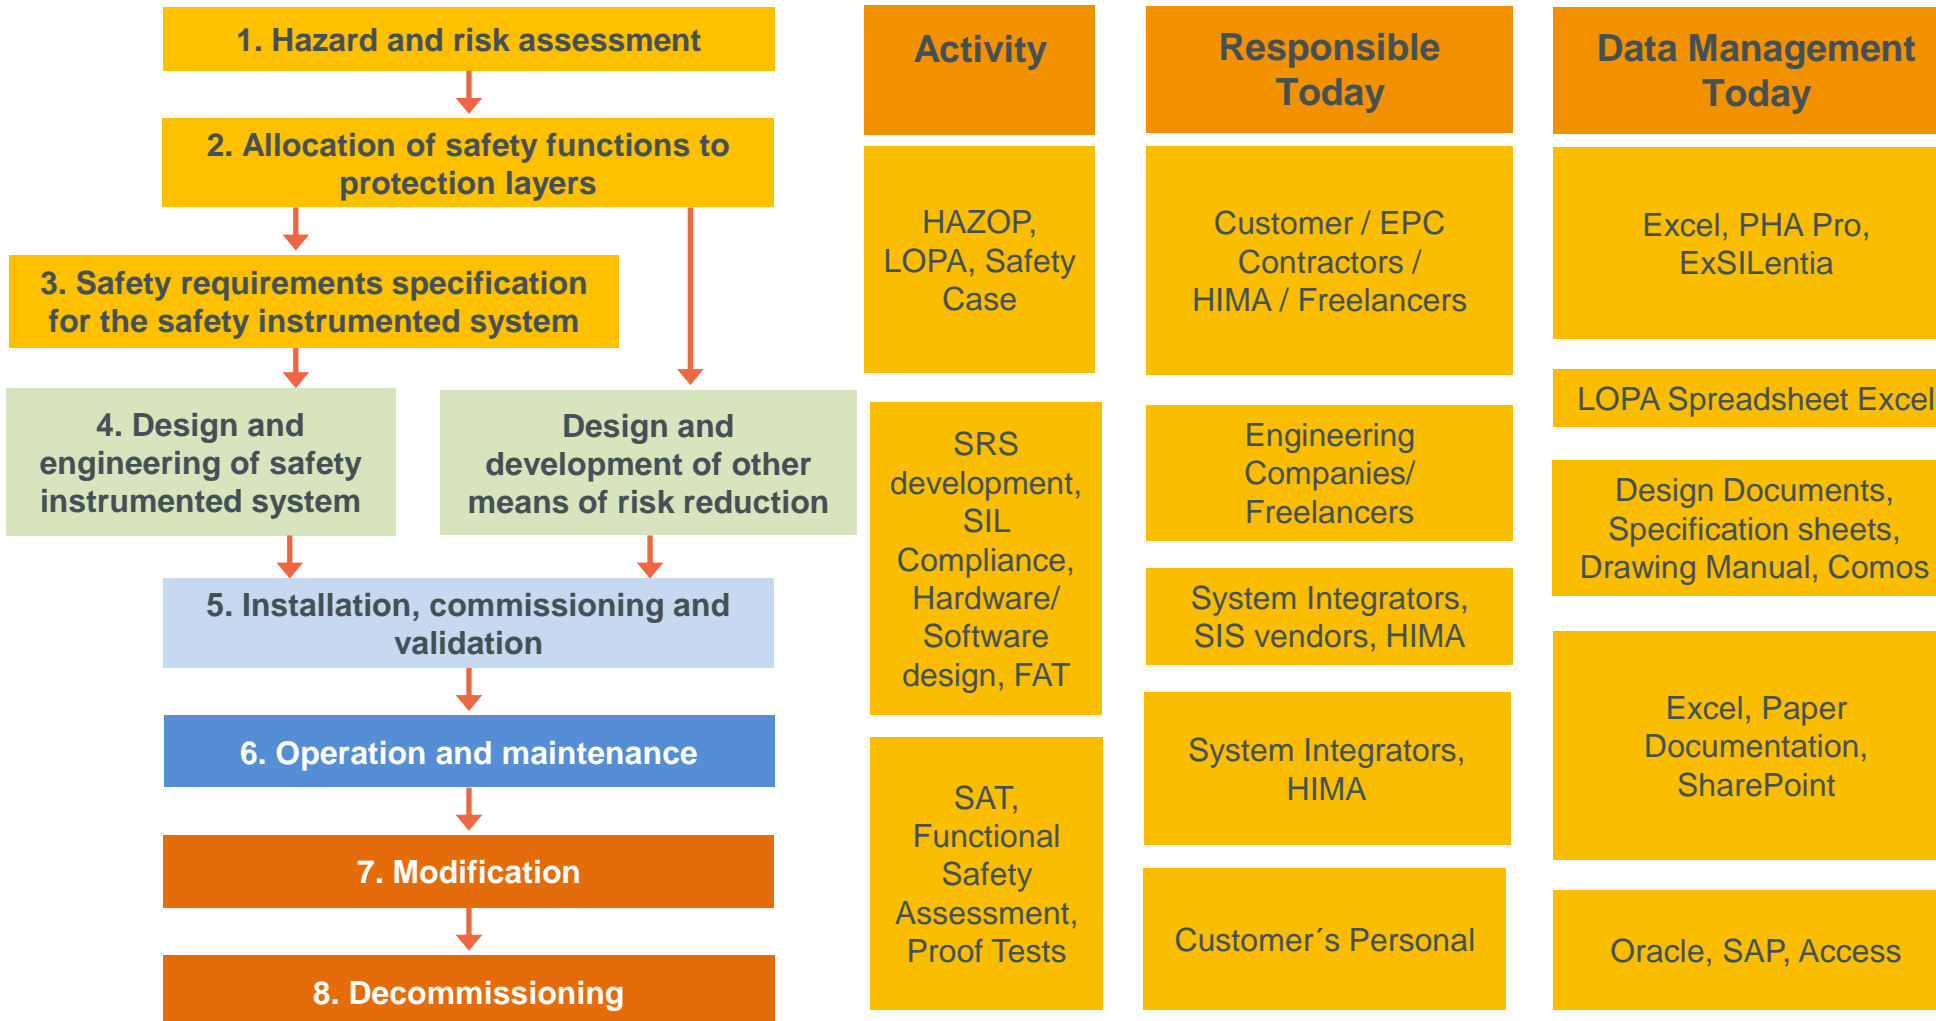 1. Hazard and risk assessment
2. Allocation of safety functions to
protection layers
3. Safety requirements specification
for the safety instrumented system
4. Design and
engineering of safety
instrumented system
Design and
development of other
means of risk reduction
5. Installation, commissioning and
validation
6. Operation and maintenance
7. Modification
8. Decommissioning
Activity
HAZOP,
LOPA, Safety
Case
SRS
development,
SIL
Compliance,
Hardware/
Software
design, FAT
SAT,
Functional
Safety
Assessment,
Proof Tests
Responsible
Today
Customer / EPC
Contractors /
HIMA / Freelancers
Engineering
Companies/
Freelancers
System Integrators,
SIS vendors, HIMA
System Integrators,
HIMA
Customer´s Personal
Data Management
Today
Excel, PHA Pro,
ExSILentia
LOPA Spreadsheet Excel
Design Documents,
Specification sheets,
Drawing Manual, Comos
Excel, Paper
Documentation,
SharePoint
Oracle, SAP, Access